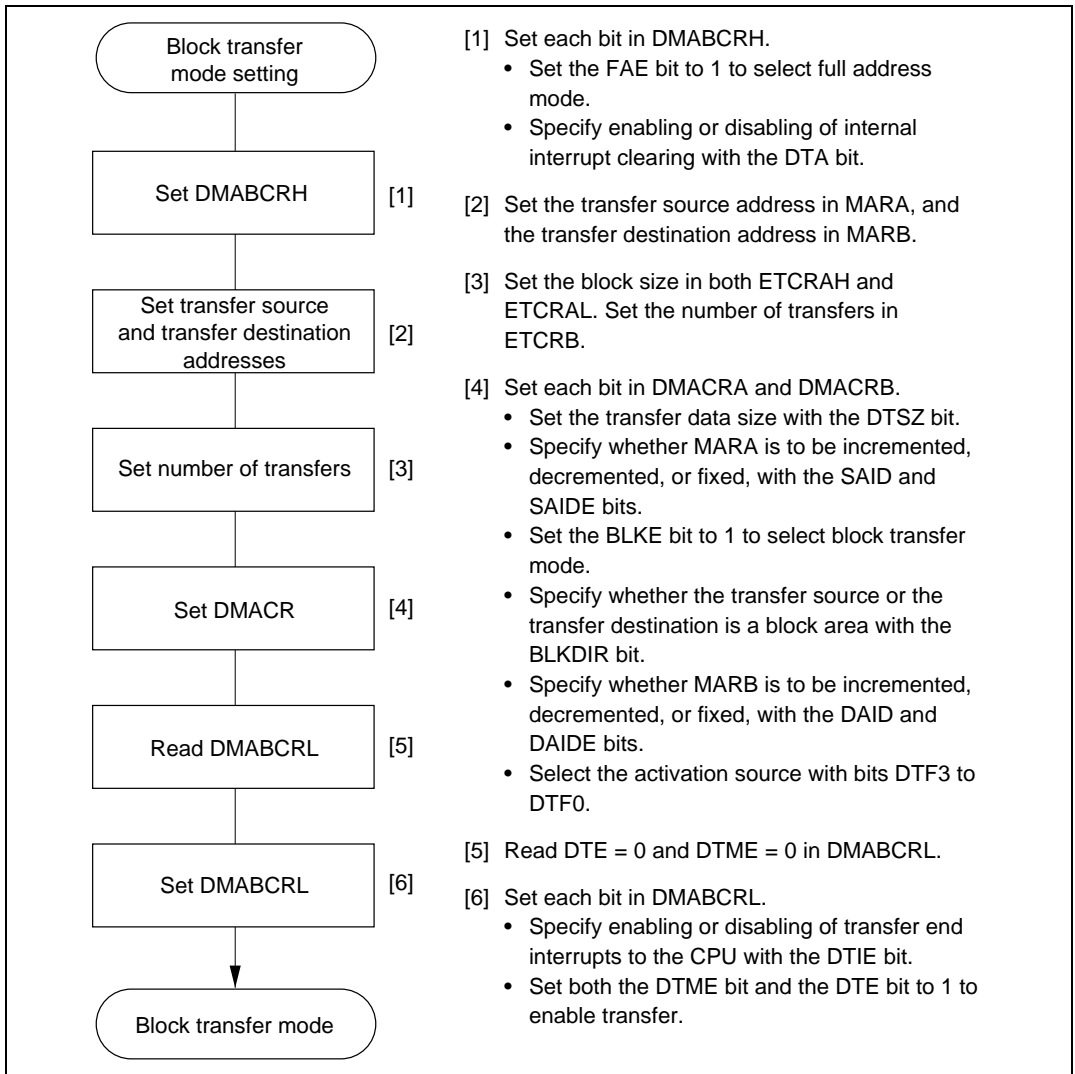 Block transfer
mode setting
Set DMABCRH
[1]
Set transfer source
and transfer destination
addresses
[2]
Set number of transfers
[3]
Set DMACR
[4]
Read DMABCRL
[5]
Set DMABCRL
[6]
Block transfer mode
[1] Set each bit in DMABCRH.
• Set the FAE bit to 1 to select full address
mode.
• Specify enabling or disabling of internal
interrupt clearing with the DTA bit.
[2] Set the transfer source address in MARA, and
the transfer destination address in MARB.
[3] Set the block size in both ETCRAH and
ETCRAL. Set the number of transfers in
ETCRB.
[4] Set each bit in DMACRA and DMACRB.
• Set the transfer data size with the DTSZ bit.
• Specify whether MARA is to be incremented,
decremented, or fixed, with the SAID and
SAIDE bits.
• Set the BLKE bit to 1 to select block transfer
mode.
• Specify whether the transfer source or the
transfer destination is a block area with the
BLKDIR bit.
• Specify whether MARB is to be incremented,
decremented, or fixed, with the DAID and
DAIDE bits.
• Select the activation source with bits DTF3 to
DTF0.
[5] Read DTE = 0 and DTME = 0 in DMABCRL.
[6] Set each bit in DMABCRL.
• Specify enabling or disabling of transfer end
interrupts to the CPU with the DTIE bit.
• Set both the DTME bit and the DTE bit to 1 to
enable transfer.